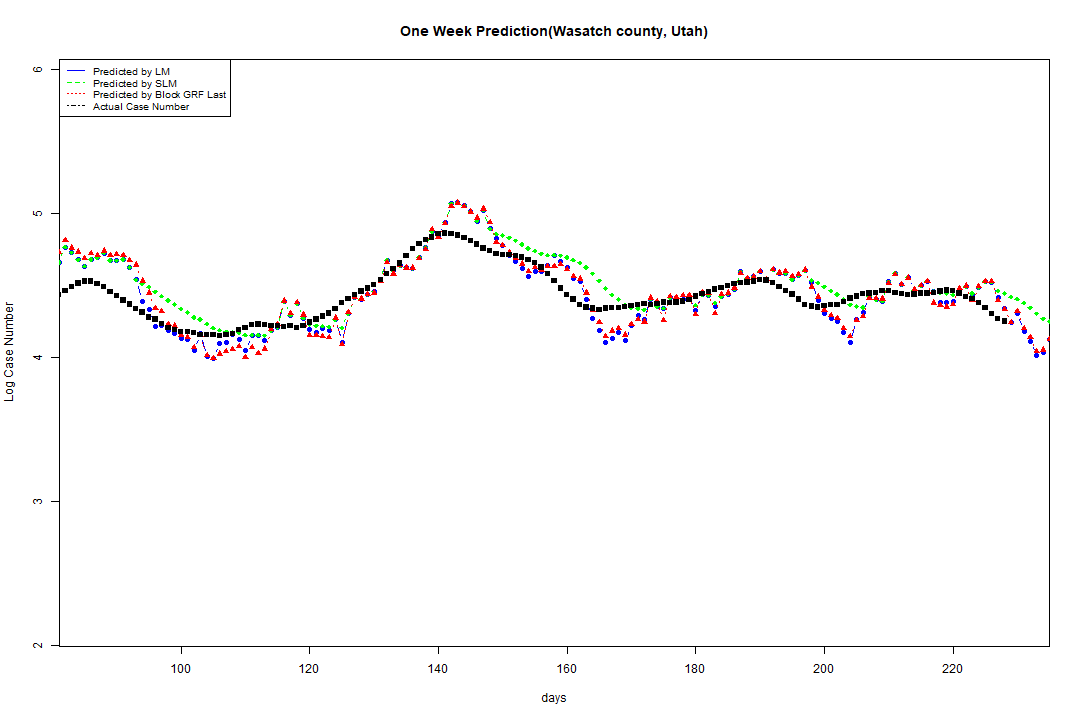 One Week Prediction(Wasatch county, Utah)
Predicted by LM
Predicted by SLM
Predicted by Block GRF Last
Actual Case Number
6
5
4
3
2
Log Case Number
100 120 140 160 180 200 220
days